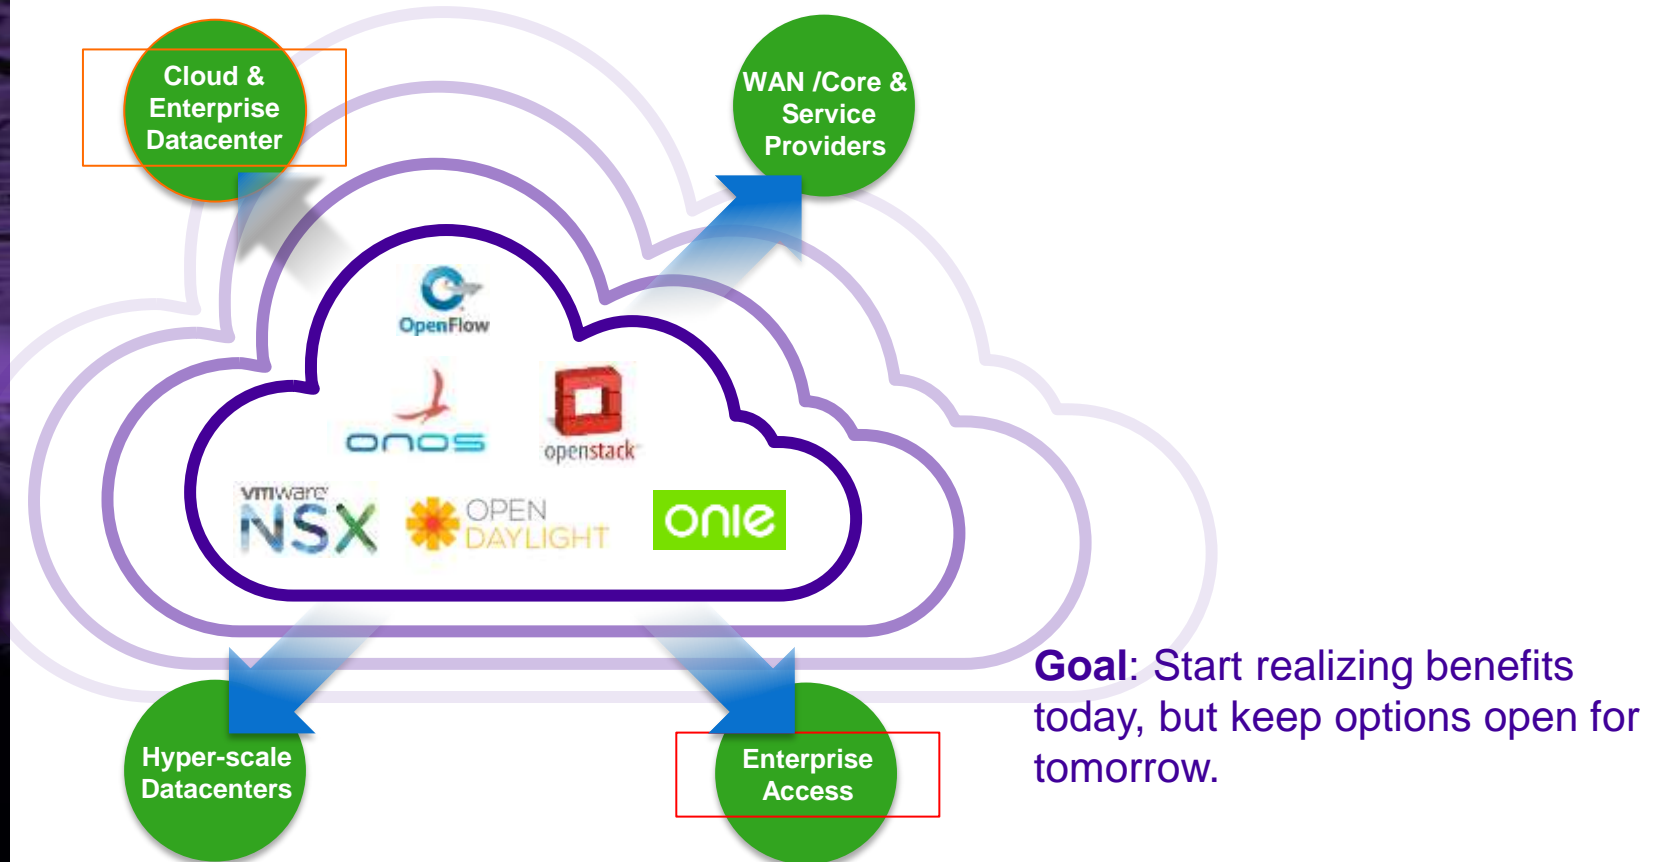 Cloud &
Enterprise
Datacenter
WAN /Core &
Service
Providers
OpenFlow
onos
openstack
vmware
NSX
OPEN
DAYLIGHT
onie
Hyper-scale
Datacenters
Enterprise
Access
Goal: Start realizing benefits
today, but keep options open for
tomorrow.